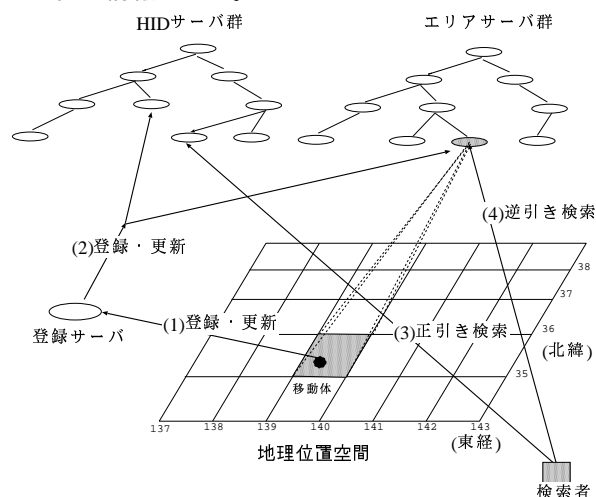 HIDサーバ群
エリアサーバ群
(4)逆引き検索
(2)登録・更新
38
37
(1)登録・更新
(3)正引き検索
36
(北緯)
登録サーバ
35
移動体
137
138
139
140
141
142
143
(東経)
地理位置空間
検索者